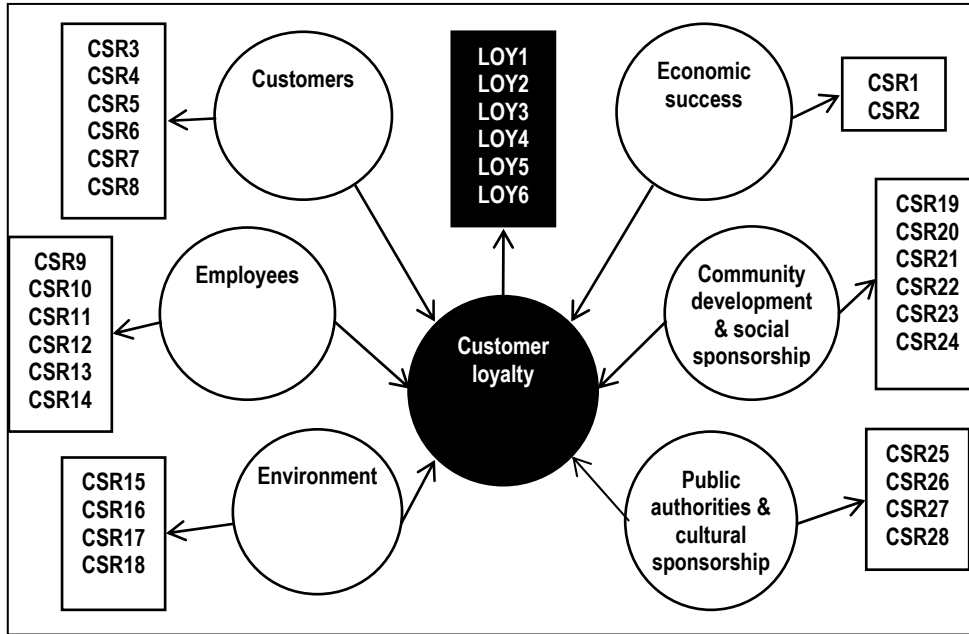 CSR3
CSR4
CSR5
CSR6
CSR7
CSR8
Customers
LOY1
LOY2
LOY3
LOY4
LOY5
LOY6
Economic
success
CSR1
CSR2
CSR9
CSR10
CSR11
CSR12
CSR13
CSR14
Employees
Customer
loyalty
Community
development
& social
sponsorship
CSR19
CSR20
CSR21
CSR22
CSR23
CSR24
CSR15
CSR16
CSR17
CSR18
Environment
Public
authorities &
cultural
sponsorship
CSR25
CSR26
CSR27
CSR28